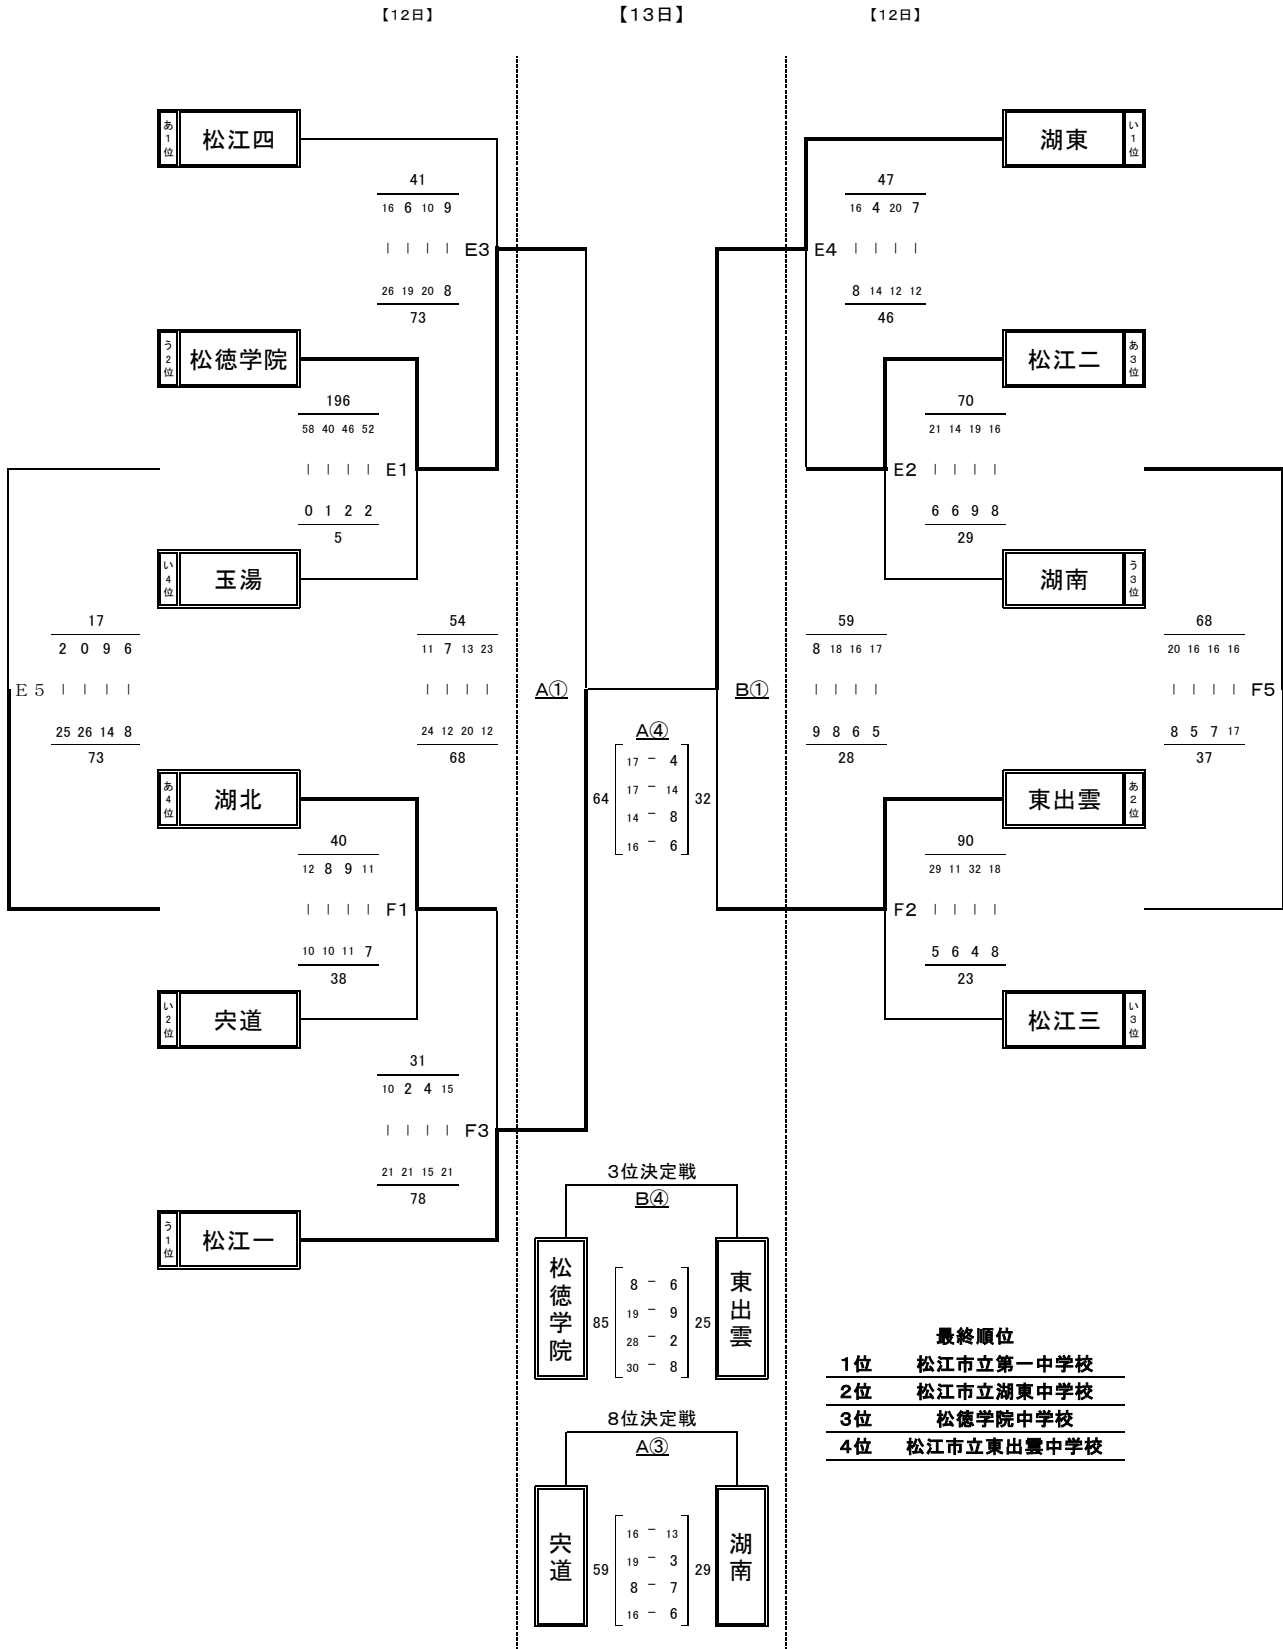 【12日】 【13日】 【12日】
あ1位 松江四
湖東 い1位
41
16 6 10 9
| | | | E3
26 19 20 8
73
47
16 4 20 7
E4 | | | |
8 14 12 12
46
う2位 松徳学院
松江二 あ3位
196
58 40 46 52
| | | | E1
0 1 2 2
5
70
21 14 19 16
E2 | | | |
6 6 9 8
29
い4位 玉湯
湖南 う3位
17
2 0 9 6
E5 | | | |
25 26 14 8
73
54
11 7 13 23
| | | |
24 12 20 12
68
A①
B①
59
8 18 16 17
| | | |
9 8 6 5
28
68
20 16 16 16
| | | | F5
8 5 7 17
37
A④
17 - 4
17 - 14
64 32
14 - 8
16 - 6
あ4位 湖北
東出雲 あ2位
40
12 8 9 11
| | | | F1
10 10 11 7
38
90
29 11 32 18
F2 | | | |
5 6 4 8
23
い2位 宍道
松江三 い3位
31
10 2 4 15
| | | | F3
21 21 15 21
78
う1位 松江一
3位決定戦
B④
松徳学院
東出雲
8 - 6
19 - 9
85 25
28 - 2
30 - 8
8位決定戦
A③
宍道
湖南
16 - 13
19 - 3
59 29
8 - 7
16 - 6
最終順位
1位 松江市立第一中学校
2位 松江市立湖東中学校
3位 松徳学院中学校
4位 松江市立東出雲中学校